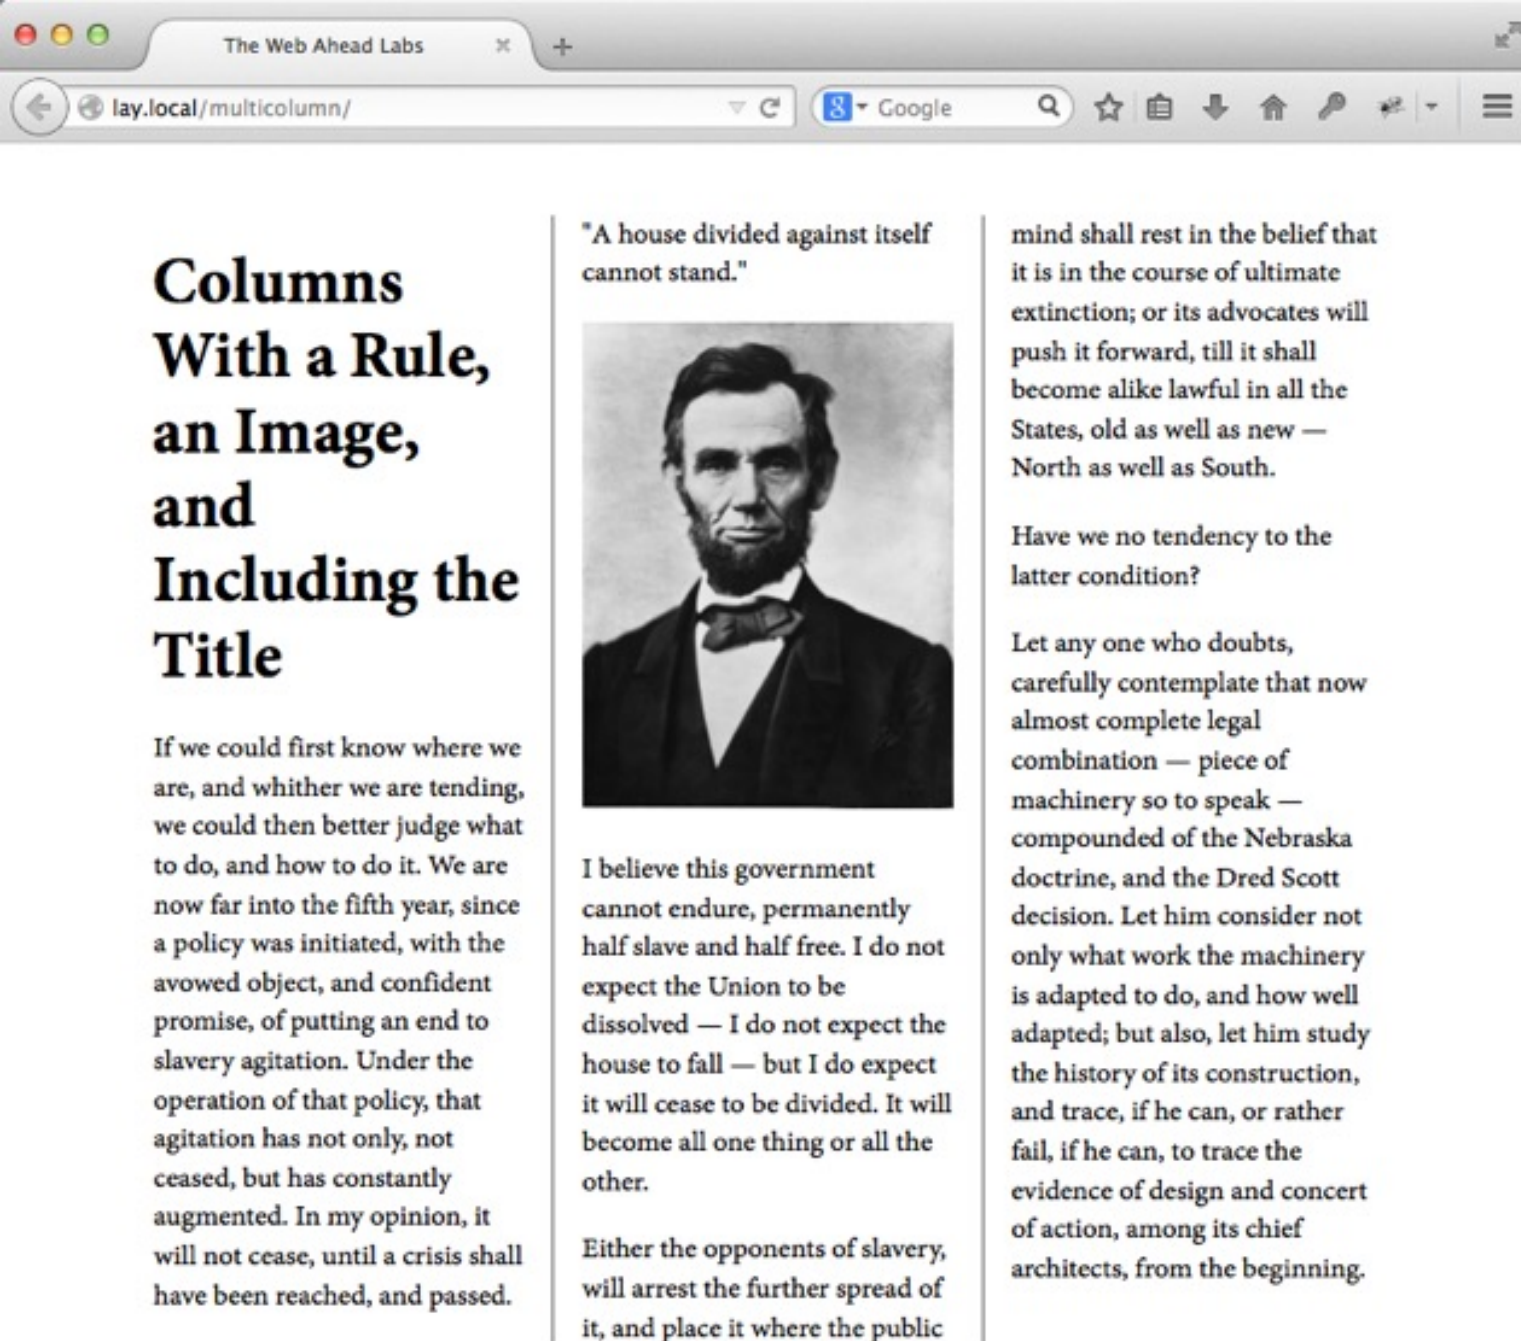 The Web Ahead Labs
lay.local/multicolumn/
Google
Columns
With a Rule,
an Image,
and
Including the
Title
If we could first know where we
are, and whither we are tending,
we could then better judge what
to do, and how to do it. We are
now far into the fifth year, since
a policy was initiated, with the
avowed object, and confident
promise, of putting an end to
slavery agitation. Under the
operation of that policy, that
agitation has not only, not
ceased, but has constantly
augmented. In my opinion, it
will not cease, until a crisis shall
have been reached, and passed.
"A house divided against itself
cannot stand."
I believe this government
cannot endure, permanently
half slave and half free. I do not
expect the Union to be
dissolved — I do not expect the
house to fall — but I do expect
it will cease to be divided. It will
become all one thing or all the
other.
Either the opponents of slavery,
will arrest the further spread of
it, and place it where the public
mind shall rest in the belief that
it is in the course of ultimate
extinction; or its advocates will
push it forward, till it shall
become alike lawful in all the
States, old as well as new —
North as well as South.
Have we no tendency to the
latter condition?
Let any one who doubts,
carefully contemplate that now
almost complete legal
combination — piece of
machinery so to speak —
compounded of the Nebraska
doctrine, and the Dred Scott
decision. Let him consider not
only what work the machinery
is adapted to do, and how well
adapted; but also, let him study
the history of its construction,
and trace, if he can, or rather
fail, if he can, to trace the
evidence of design and concert
of action, among its chief
architects, from the beginning.